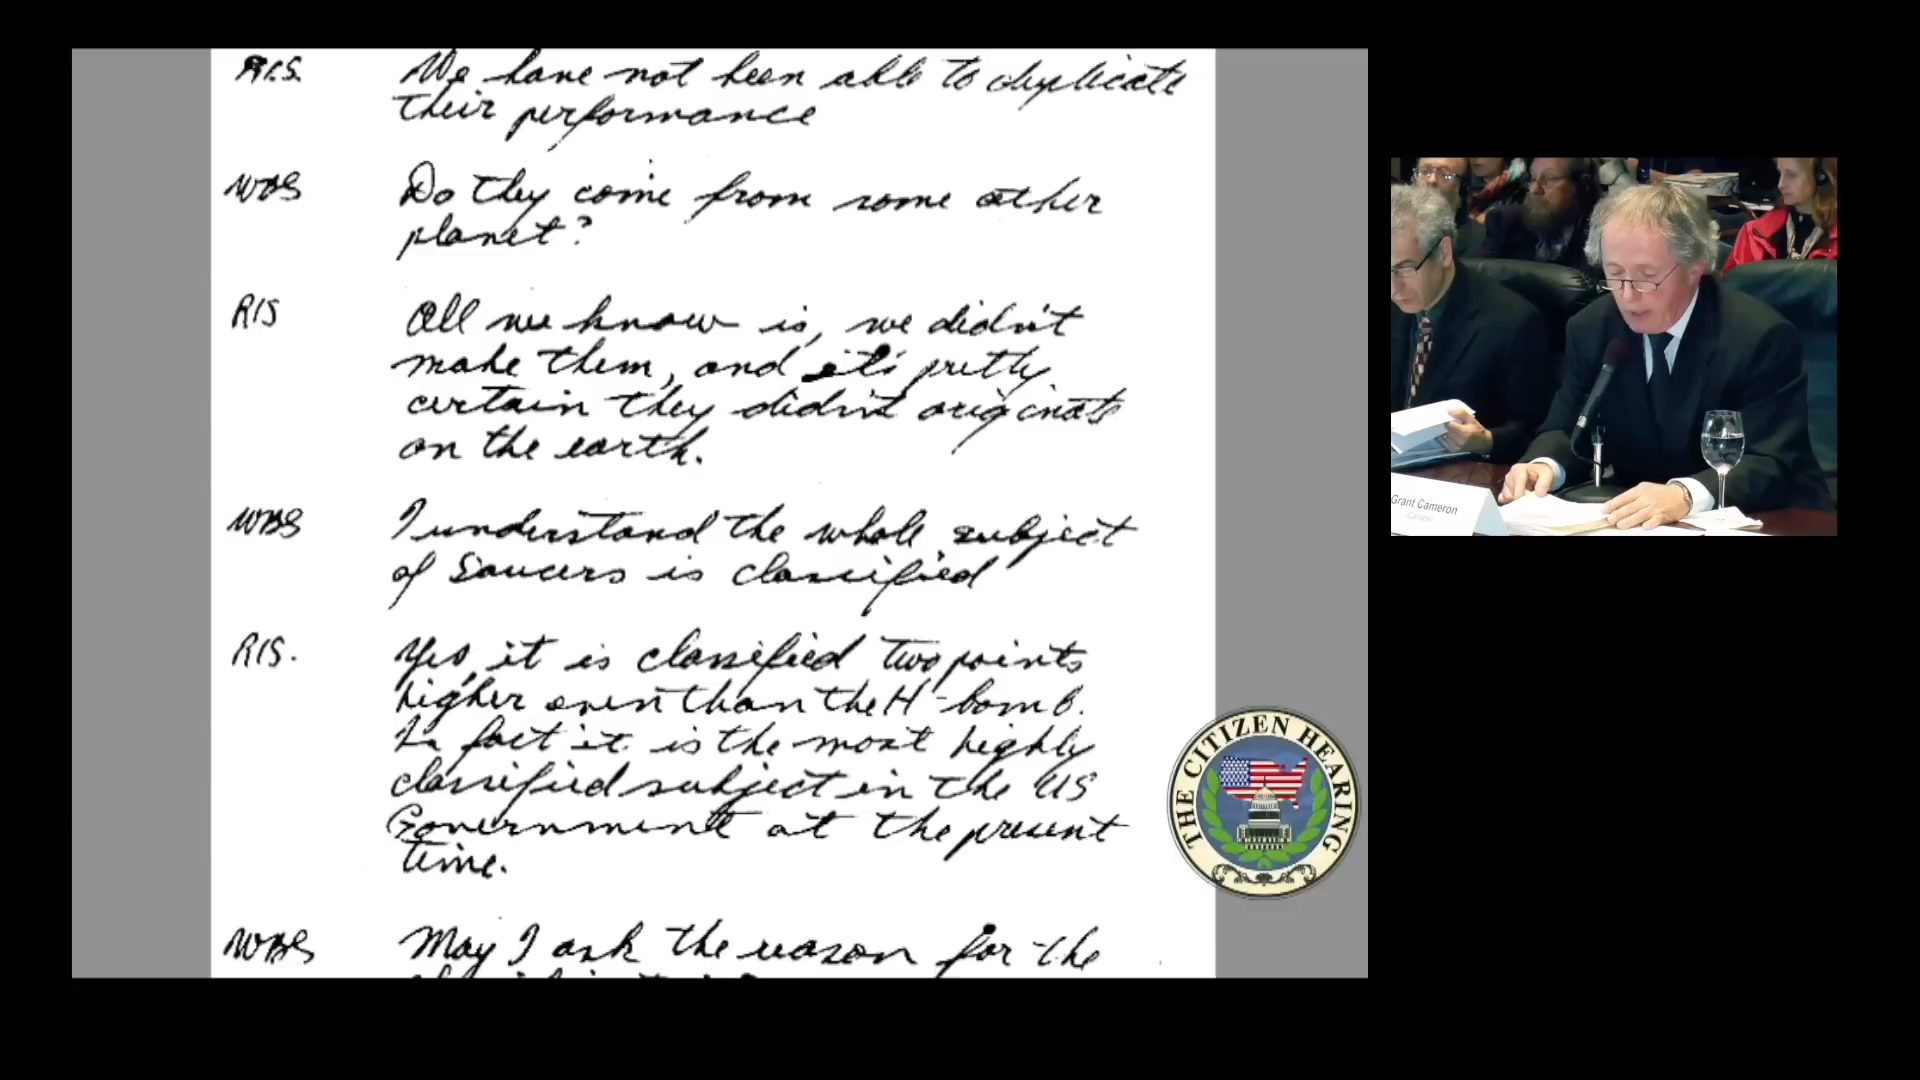 R.I.S. We have not been able to duplicate
their performance
WBS Do they come from some other
planet?
RIS All we know is, we didn't
make them, and it's pretty
certain they didn't originate
on the earth.
WBS I understand the whole subject
of Saucers is classified
RIS. Yes, it is classified two points
higher even than the H-bomb.
In fact it is the most highly
classified subject in the US
Government at the present
time.
WBS May I ask the reason for the
THE CITIZEN HEARING
Grant Cameron
(Canada)